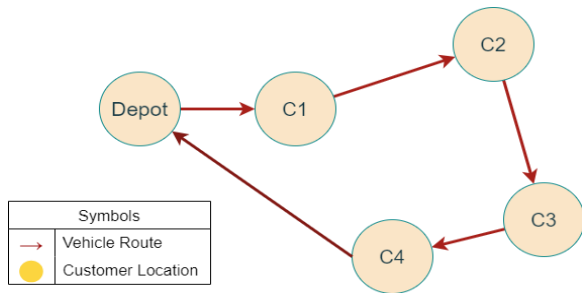 C2
Depot
C1
C3
C4
Symbols
Vehicle Route
Customer Location